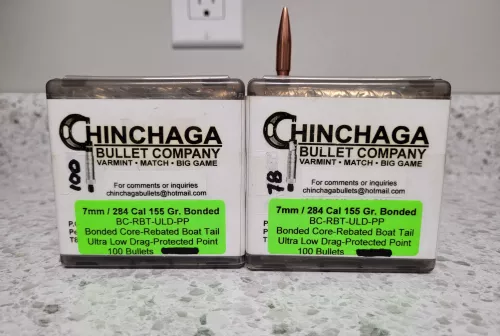 CHINCHAGA
BULLET COMPANY
VARMINT • MATCH • BIG GAME
100
For comments or inquiries
chinchagabullets@hotmail.com
7mm / 284 Cal 155 Gr. Bonded
BC-RBT-ULD-PP
Bonded Core-Rebated Boat Tail
Ultra Low Drag-Protected Point
100 Bullets
CHINCHAGA
BULLET COMPANY
VARMINT • MATCH • BIG GAME
78
For comments or inquiries
chinchagabullets@hotmail.com
7mm / 284 Cal 155 Gr. Bonded
BC-RBT-ULD-PP
Bonded Core-Rebated Boat Tail
Ultra Low Drag-Protected Point
100 Bullets